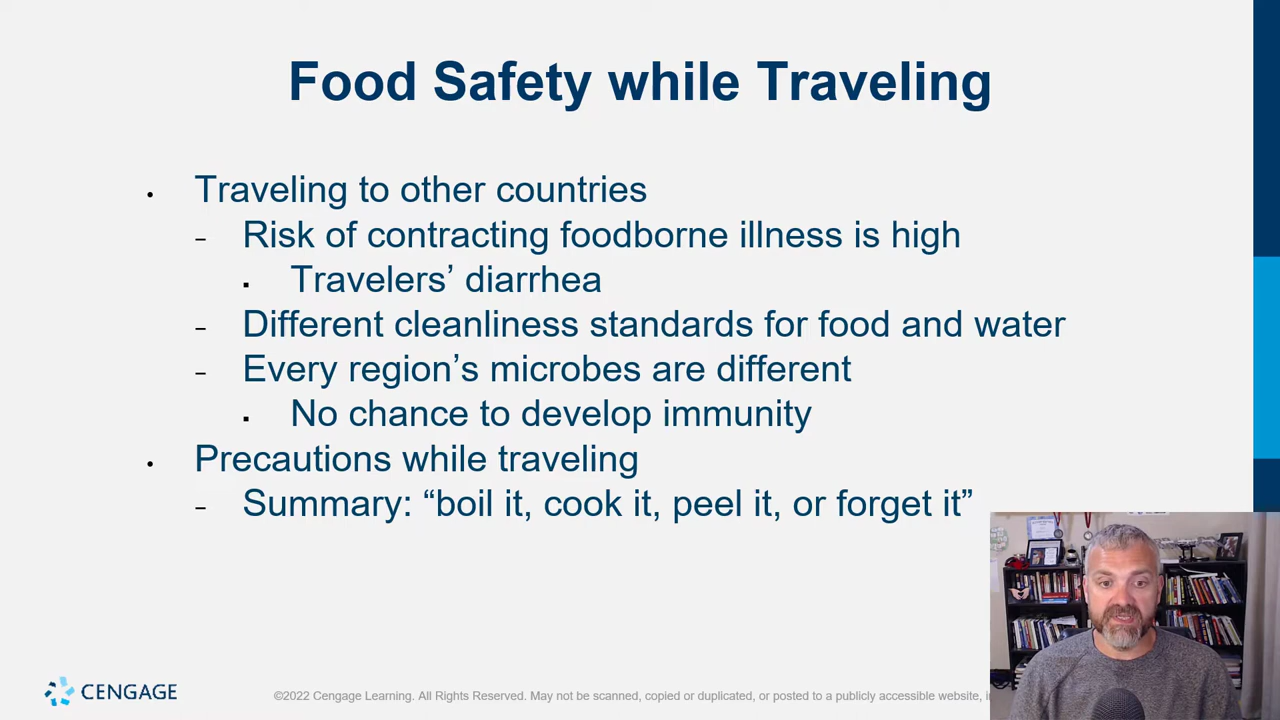 Food Safety while Traveling
• Traveling to other countries
– Risk of contracting foodborne illness is high
▪ Travelers’ diarrhea
– Different cleanliness standards for food and water
– Every region’s microbes are different
▪ No chance to develop immunity
• Precautions while traveling
– Summary: “boil it, cook it, peel it, or forget it”
CENGAGE
©2022 Cengage Learning. All Rights Reserved. May not be scanned, copied or duplicated, or posted to a publicly accessible website,